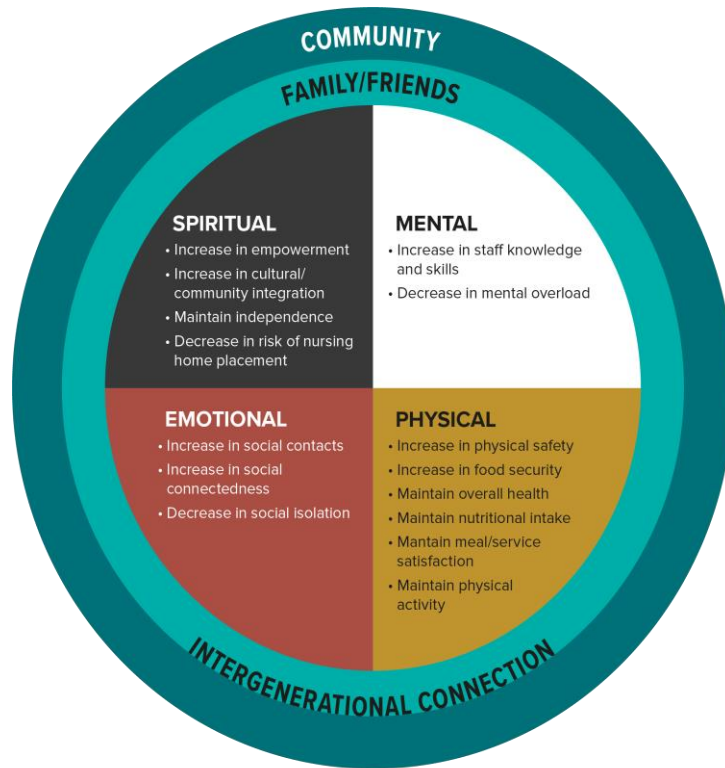 COMMUNITY
FAMILY/FRIENDS
SPIRITUAL
• Increase in empowerment
• Increase in cultural/
community integration
• Maintain independence
• Decrease in risk of nursing
home placement
MENTAL
• Increase in staff knowledge
and skills
• Decrease in mental overload
EMOTIONAL
• Increase in social contacts
• Increase in social
connectedness
• Decrease in social isolation
PHYSICAL
• Increase in physical safety
• Increase in food security
• Maintain overall health
• Maintain nutritional intake
• Mantain meal/service
satisfaction
• Maintain physical
activity
INTERGENERATIONAL CONNECTION